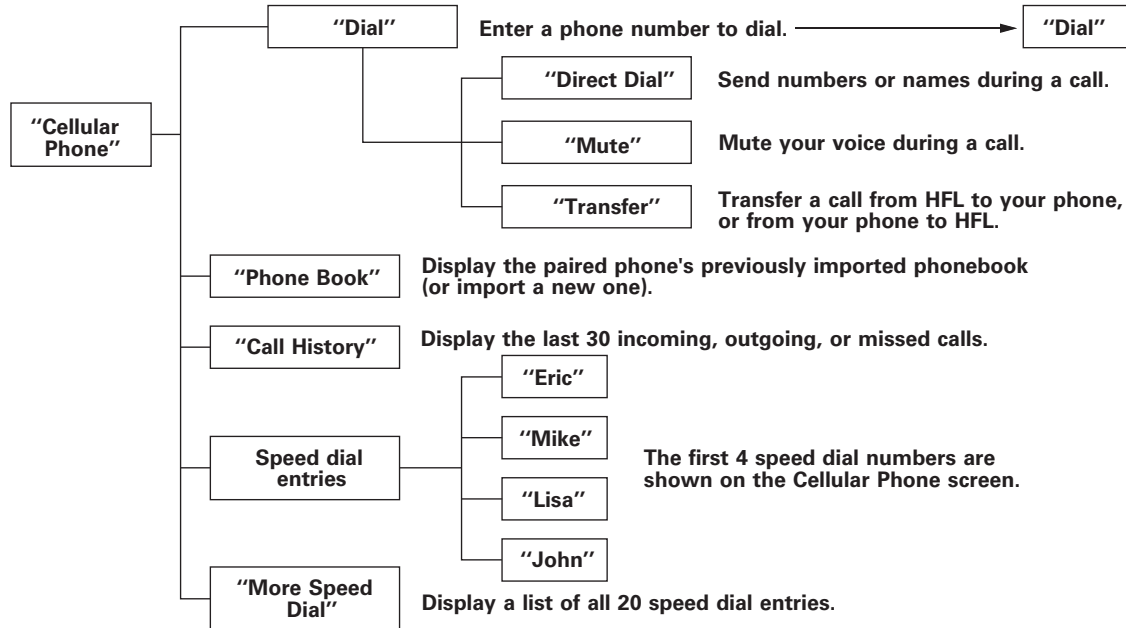 "Dial"
Enter a phone number to dial.
"Dial"
"Direct Dial"
Send numbers or names during a call.
"Cellular
Phone"
"Mute"
Mute your voice during a call.
"Transfer"
Transfer a call from HFL to your phone,
or from your phone to HFL.
"Phone Book"
Display the paired phone's previously imported phonebook
(or import a new one).
"Call History"
Display the last 30 incoming, outgoing, or missed calls.
"Eric"
"Mike"
Speed dial
entries
The first 4 speed dial numbers are
shown on the Cellular Phone screen.
"Lisa"
"John"
"More Speed
Dial"
Display a list of all 20 speed dial entries.